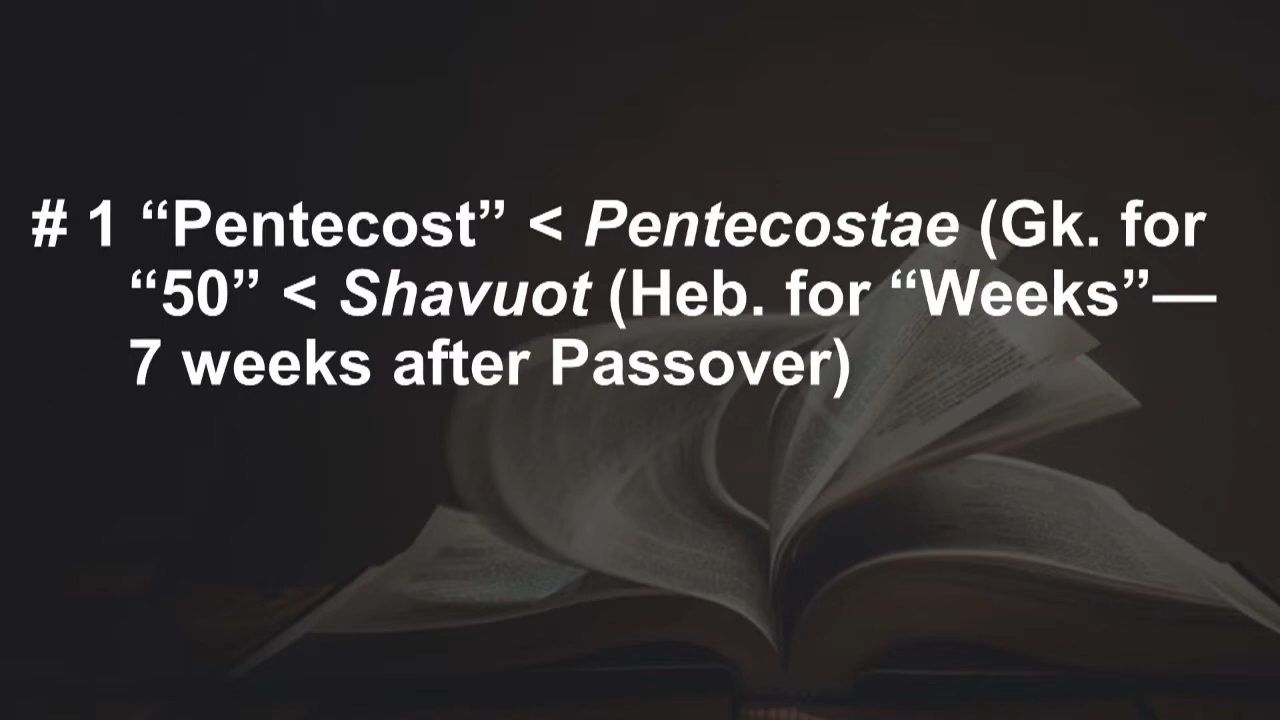 # 1 “Pentecost” < Pentecostae (Gk. for
“50” < Shavuot (Heb. for “Weeks”—
7 weeks after Passover)